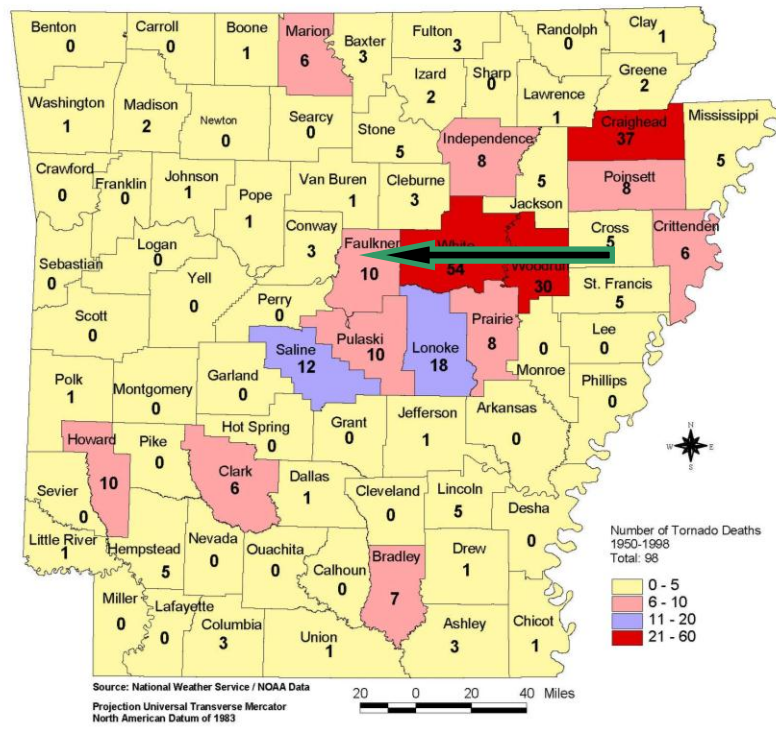 Benton
0
Carroll
0
Boone
1
Marion
6
Baxter
3
Fulton
3
Randolph
0
Clay
1
Izard
2
Sharp
0
Greene
2
Lawrence
1
Washington
1
Madison
2
Newton
0
Searcy
0
Stone
5
Independence
8
Craighead
37
Mississippi
5
Crawford
0
Franklin
0
Johnson
1
Pope
1
Van Buren
1
Cleburne
3
5
Jackson
Poinsett
8
Sebastian
0
Logan
0
Conway
3
Faulkner
10
54
30
Cross
5
Crittenden
6
St. Francis
5
Scott
0
Yell
0
Perry
0
Saline
12
Pulaski
10
Lonoke
18
Prairie
8
0
Monroe
Lee
0
Phillips
0
Polk
1
Montgomery
0
Garland
0
Hot Spring
0
Grant
0
Jefferson
1
Arkansas
0
Howard
10
Pike
0
Clark
6
Dallas
1
Cleveland
0
Lincoln
5
Desha
0
Sevier
0
Little River
1
Hempstead
5
Nevada
0
Ouachita
0
Calhoun
0
Bradley
7
Drew
1
Miller
0
Lafayette
0
Columbia
3
Union
1
Ashley
3
Chicot
1
N
W
E
S
Number of Tornado Deaths
1950-1998
Total: 98
0 - 5
6 - 10
11 - 20
21 - 60
Source: National Weather Service / NOAA Data
Projection Universal Transverse Mercator
North American Datum of 1983
20 0 20 40 Miles